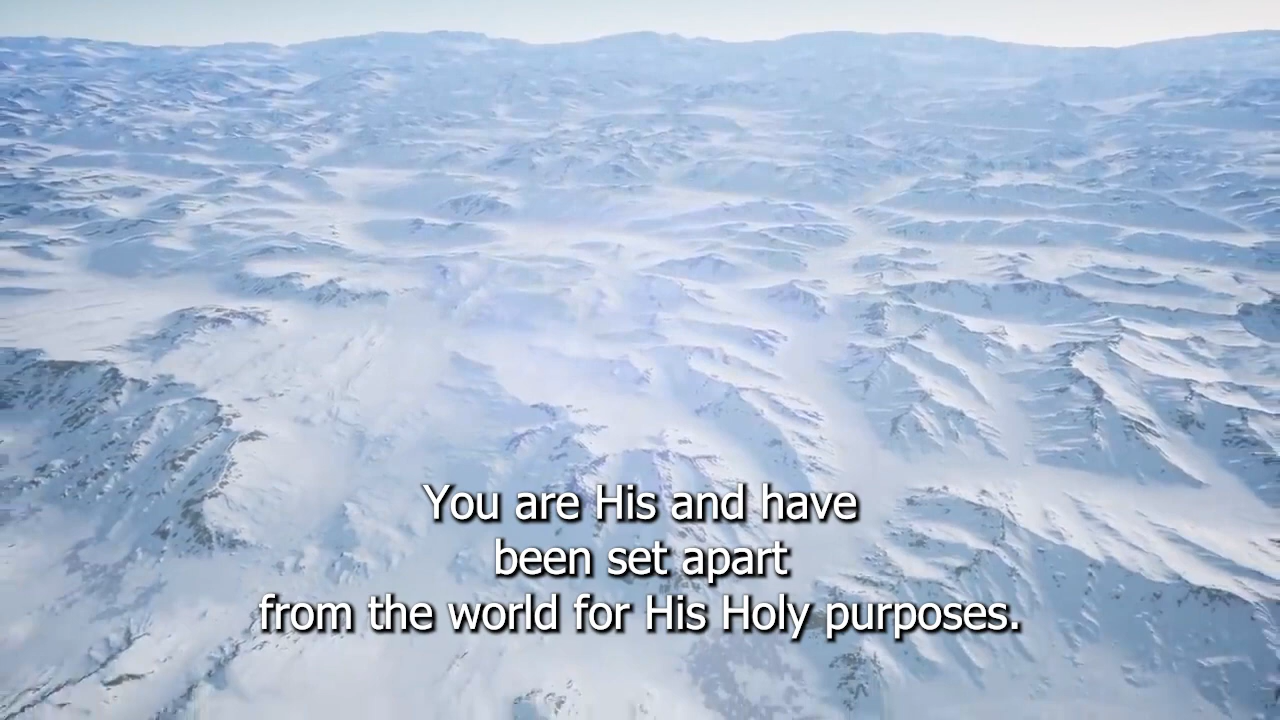 You are His and have
been set apart
from the world for His Holy purposes.